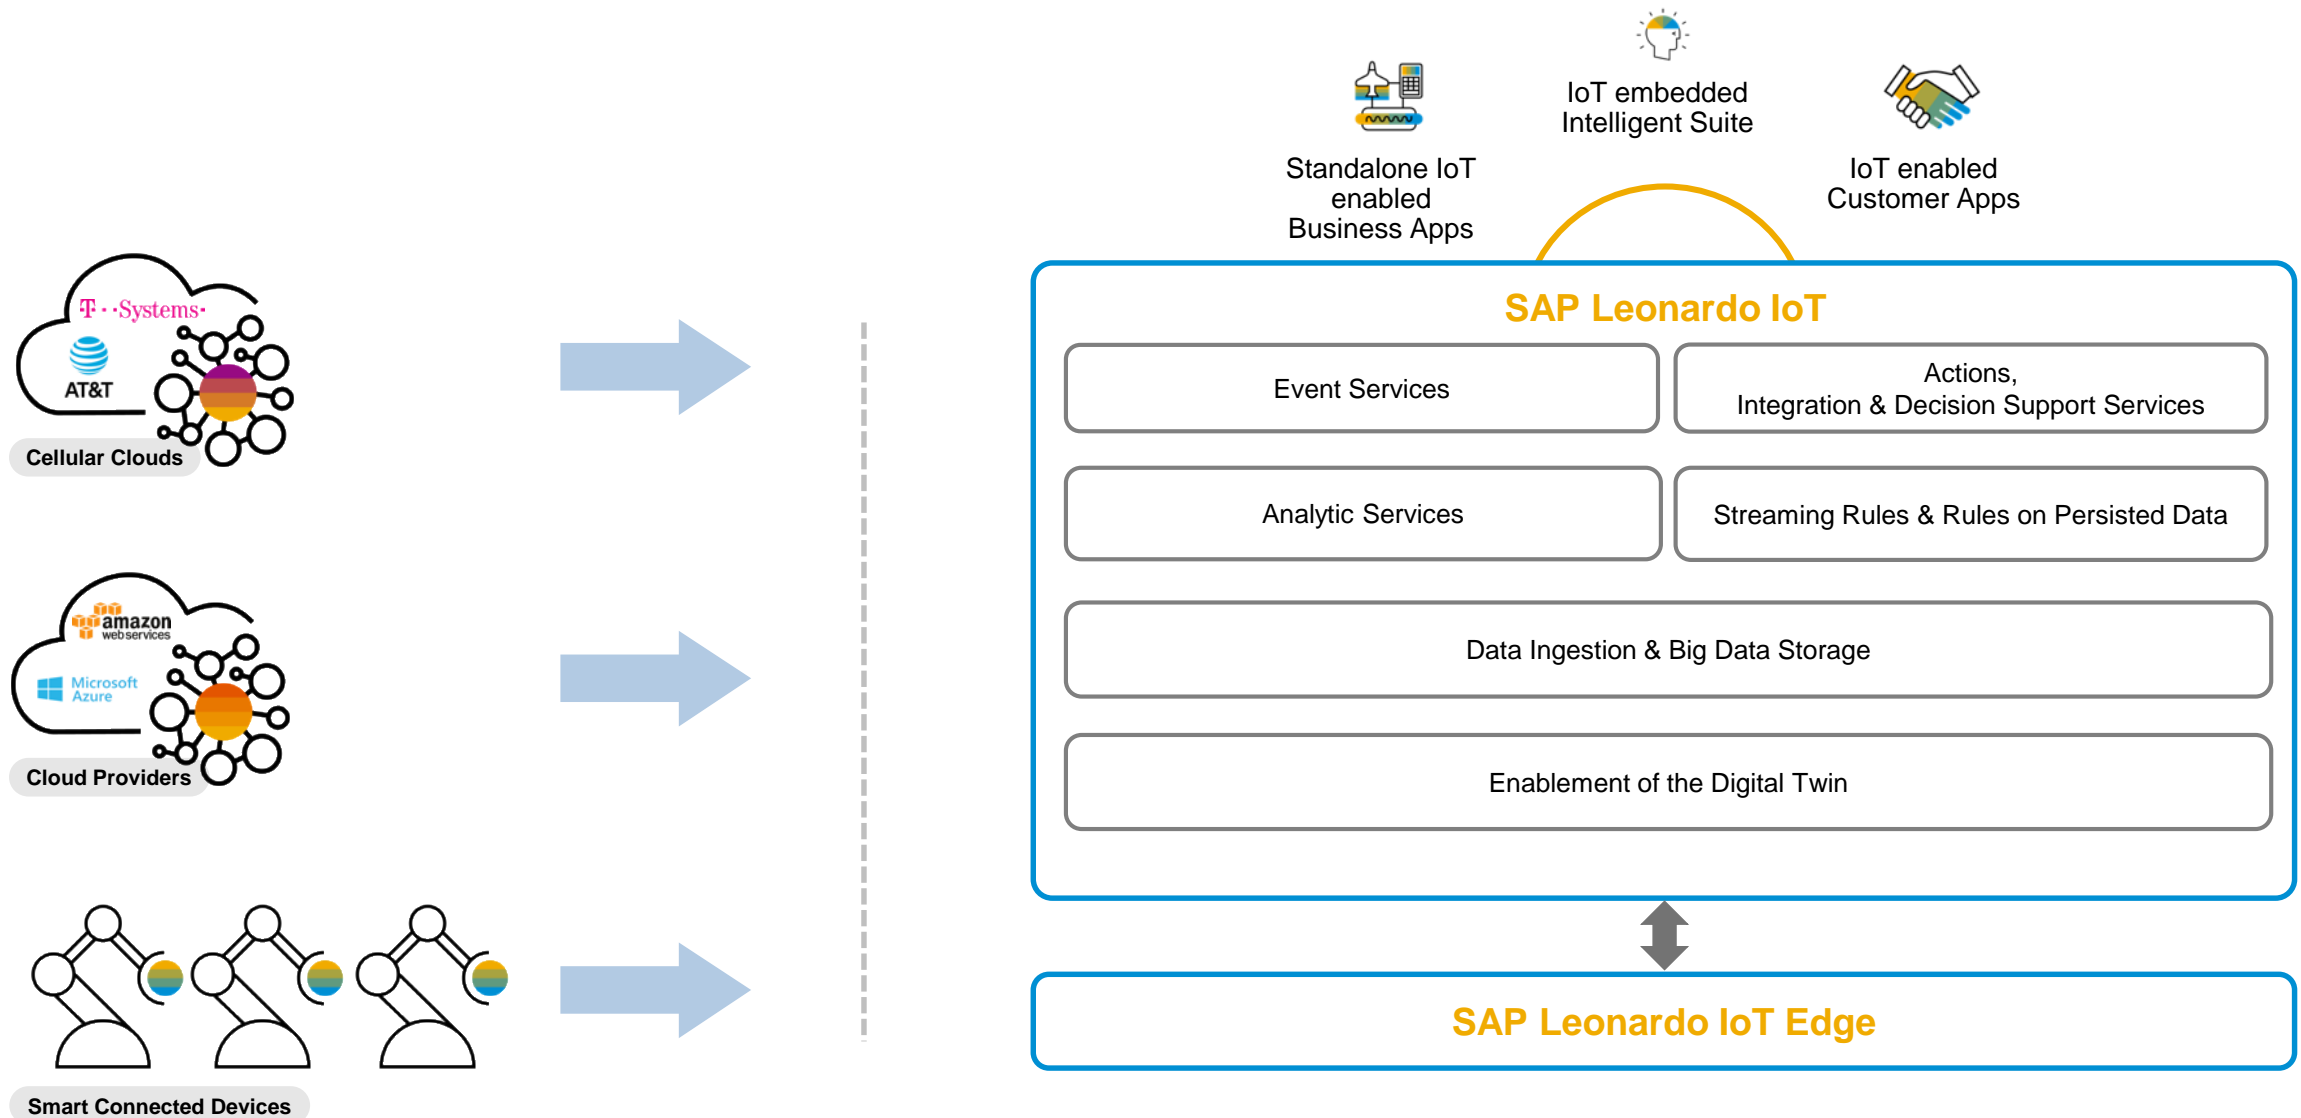 IoT embedded
Intelligent Suite
Standalone IoT
enabled
Business Apps
IoT enabled
Customer Apps
T · · Systems ·
AT&T
Cellular Clouds
amazon
web services
Microsoft
Azure
Cloud Providers
Smart Connected Devices
SAP Leonardo IoT
Event Services
Actions,
Integration & Decision Support Services
Analytic Services
Streaming Rules & Rules on Persisted Data
Data Ingestion & Big Data Storage
Enablement of the Digital Twin
SAP Leonardo IoT Edge